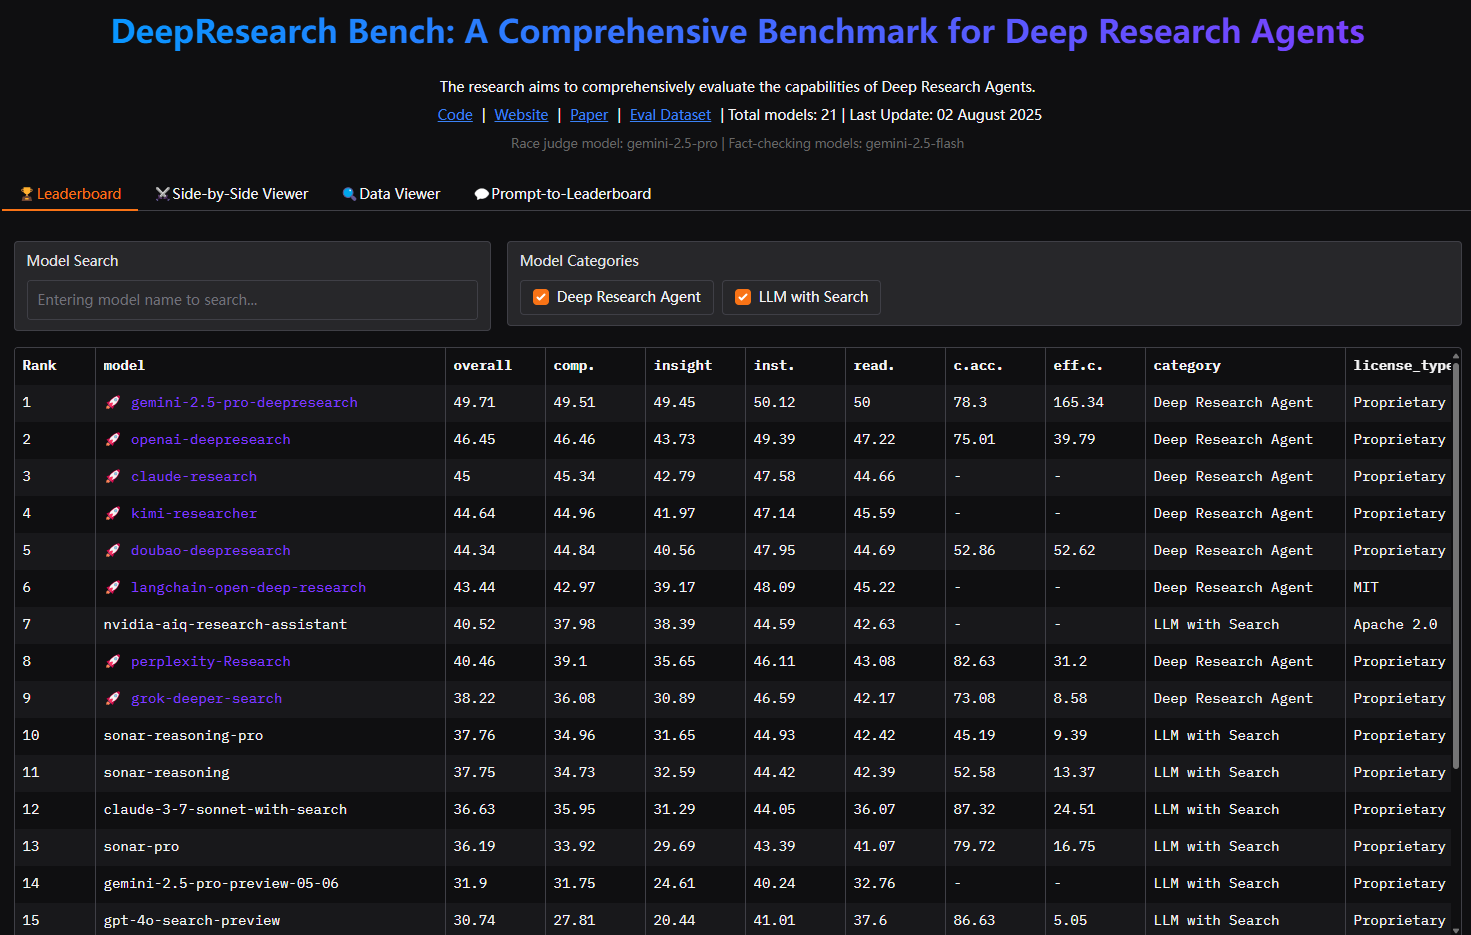 DeepResearch Bench: A Comprehensive Benchmark for Deep Research Agents
The research aims to comprehensively evaluate the capabilities of Deep Research Agents.
Code | Website | Paper | Eval Dataset | Total models: 21 | Last Update: 02 August 2025
Race judge model: gemini-2.5-pro | Fact-checking models: gemini-2.5-flash
🏆Leaderboard ⚔️Side-by-Side Viewer 🔍Data Viewer 💬Prompt-to-Leaderboard
Model Search
Entering model name to search...
Model Categories
Deep Research Agent LLM with Search
Rank model overall comp. insight inst. read. c.acc. eff.c. category license_type
1 🚀 gemini-2.5-pro-deepresearch 49.71 49.51 49.45 50.12 50 78.3 165.34 Deep Research Agent Proprietary
2 🚀 openai-deepresearch 46.45 46.46 43.73 49.39 47.22 75.01 39.79 Deep Research Agent Proprietary
3 🚀 claude-research 45 45.34 42.79 47.58 44.66 - - Deep Research Agent Proprietary
4 🚀 kimi-researcher 44.64 44.96 41.97 47.14 45.59 - - Deep Research Agent Proprietary
5 🚀 doubao-deepresearch 44.34 44.84 40.56 47.95 44.69 52.86 52.62 Deep Research Agent Proprietary
6 🚀 langchain-open-deep-research 43.44 42.97 39.17 48.09 45.22 - - Deep Research Agent MIT
7 nvidia-aiq-research-assistant 40.52 37.98 38.39 44.59 42.63 - - LLM with Search Apache 2.0
8 🚀 perplexity-Research 40.46 39.1 35.65 46.11 43.08 82.63 31.2 Deep Research Agent Proprietary
9 🚀 grok-deeper-search 38.22 36.08 30.89 46.59 42.17 73.08 8.58 Deep Research Agent Proprietary
10 sonar-reasoning-pro 37.76 34.96 31.65 44.93 42.42 45.19 9.39 LLM with Search Proprietary
11 sonar-reasoning 37.75 34.73 32.59 44.42 42.39 52.58 13.37 LLM with Search Proprietary
12 claude-3-7-sonnet-with-search 36.63 35.95 31.29 44.05 36.07 87.32 24.51 LLM with Search Proprietary
13 sonar-pro 36.19 33.92 29.69 43.39 41.07 79.72 16.75 LLM with Search Proprietary
14 gemini-2.5-pro-preview-05-06 31.9 31.75 24.61 40.24 32.76 - - LLM with Search Proprietary
15 gpt-4o-search-preview 30.74 27.81 20.44 41.01 37.6 86.63 5.05 LLM with Search Proprietary